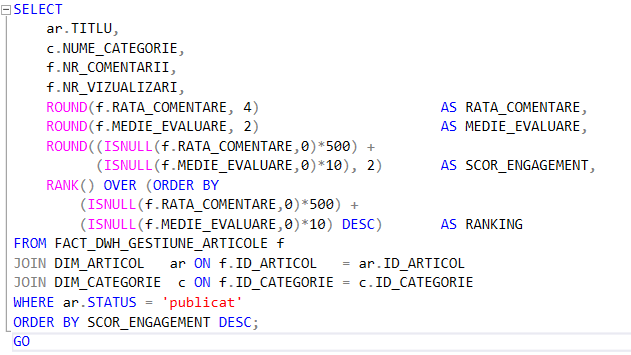 SELECT
    ar.TITLU,
    c.NUME_CATEGORIE,
    f.NR_COMENTARII,
    f.NR_VIZUALIZARI,
    ROUND(f.RATA_COMENTARE, 4)                      AS RATA_COMENTARE,
    ROUND(f.MEDIE_EVALUARE, 2)                      AS MEDIE_EVALUARE,
    ROUND((ISNULL(f.RATA_COMENTARE,0)*500) +
          (ISNULL(f.MEDIE_EVALUARE,0)*10), 2)       AS SCOR_ENGAGEMENT,
    RANK() OVER (ORDER BY
        (ISNULL(f.RATA_COMENTARE,0)*500) +
        (ISNULL(f.MEDIE_EVALUARE,0)*10) DESC)       AS RANKING
FROM FACT_DWH_GESTIUNE_ARTICOLE f
JOIN DIM_ARTICOL   ar ON f.ID_ARTICOL   = ar.ID_ARTICOL
JOIN DIM_CATEGORIE  c ON f.ID_CATEGORIE = c.ID_CATEGORIE
WHERE ar.STATUS = 'publicat'
ORDER BY SCOR_ENGAGEMENT DESC;
GO